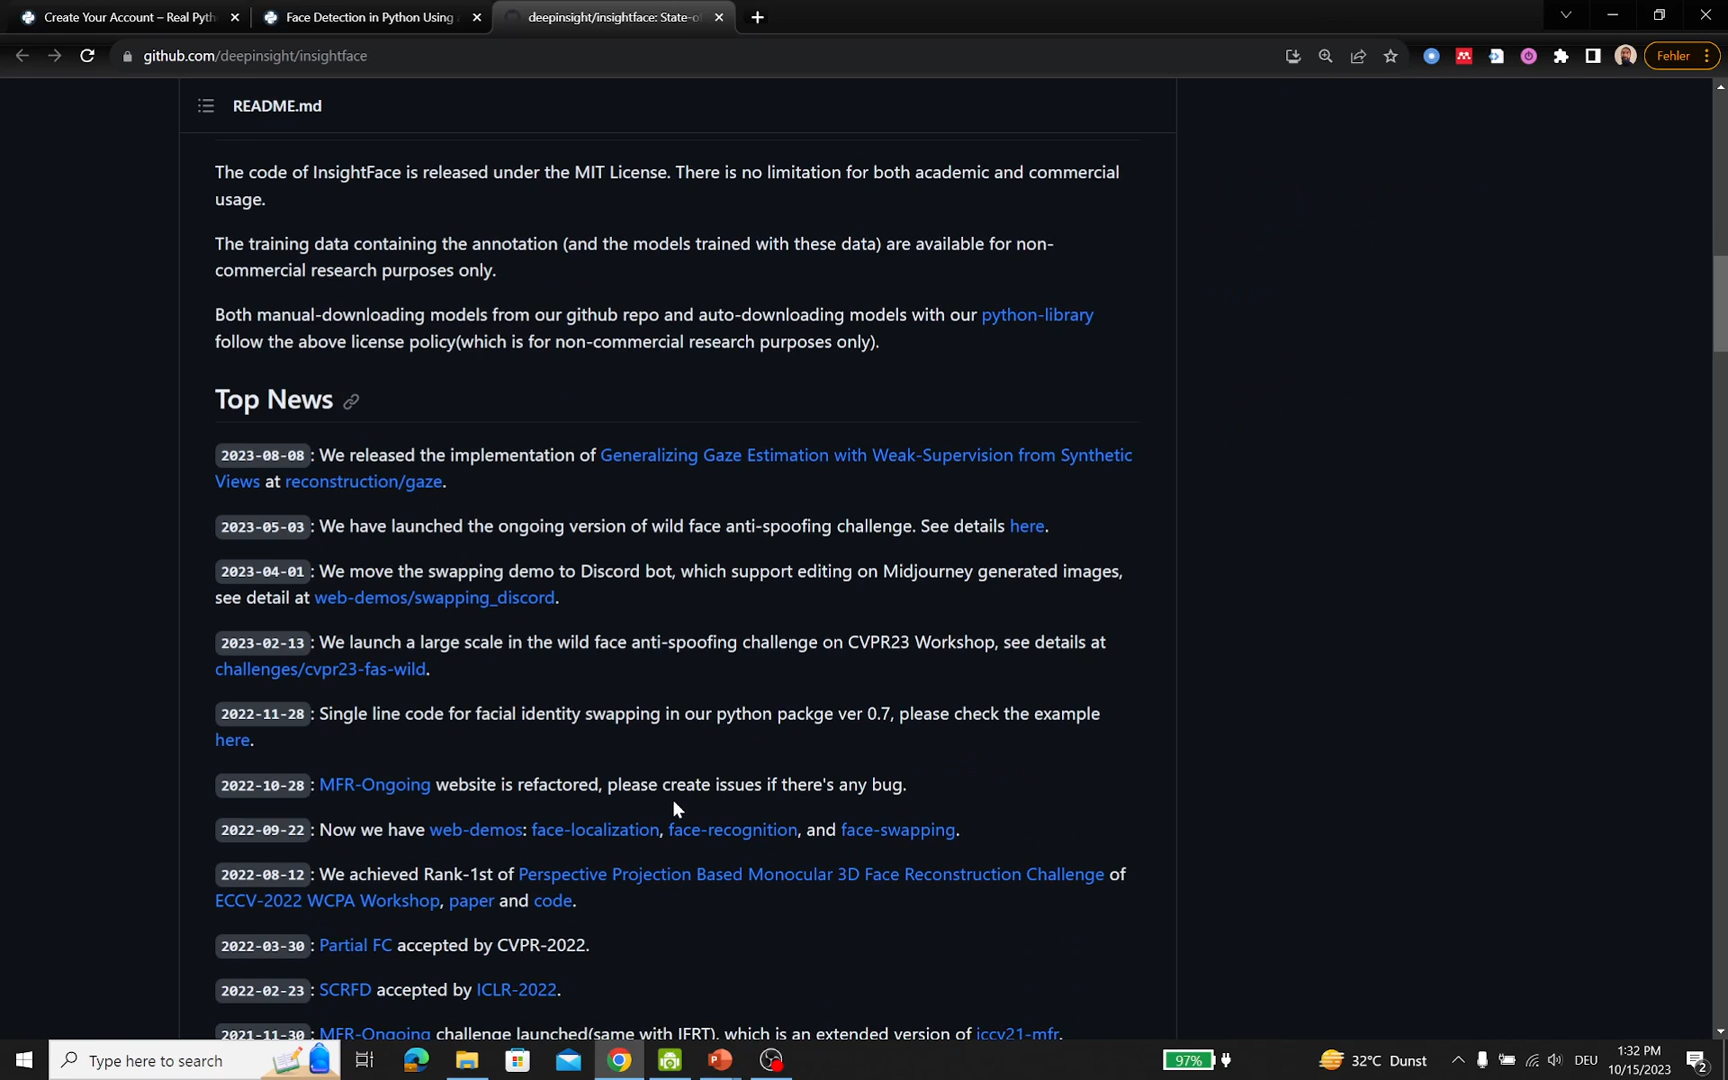 Create Your Account – Real Pyth
Face Detection in Python Using
deepinsight/insightface: State-o
github.com/deepinsight/insightface
Fehler
README.md
The code of InsightFace is released under the MIT License. There is no limitation for both academic and commercial
usage.
The training data containing the annotation (and the models trained with these data) are available for non-
commercial research purposes only.
Both manual-downloading models from our github repo and auto-downloading models with our python-library
follow the above license policy(which is for non-commercial research purposes only).
Top News
2023-08-08: We released the implementation of Generalizing Gaze Estimation with Weak-Supervision from Synthetic
Views at reconstruction/gaze.
2023-05-03: We have launched the ongoing version of wild face anti-spoofing challenge. See details here.
2023-04-01: We move the swapping demo to Discord bot, which support editing on Midjourney generated images,
see detail at web-demos/swapping_discord.
2023-02-13: We launch a large scale in the wild face anti-spoofing challenge on CVPR23 Workshop, see details at
challenges/cvpr23-fas-wild.
2022-11-28: Single line code for facial identity swapping in our python packge ver 0.7, please check the example
here.
2022-10-28: MFR-Ongoing website is refactored, please create issues if there's any bug.
2022-09-22: Now we have web-demos: face-localization, face-recognition, and face-swapping.
2022-08-12: We achieved Rank-1st of Perspective Projection Based Monocular 3D Face Reconstruction Challenge of
ECCV-2022 WCPA Workshop, paper and code.
2022-03-30: Partial FC accepted by CVPR-2022.
2022-02-23: SCRFD accepted by ICLR-2022.
2021-11-30: MFR-Ongoing challenge launched(same with IFRT), which is an extended version of iccv21-mfr.
Type here to search
97%
32°C Dunst
DEU
1:32 PM
10/15/2023
2